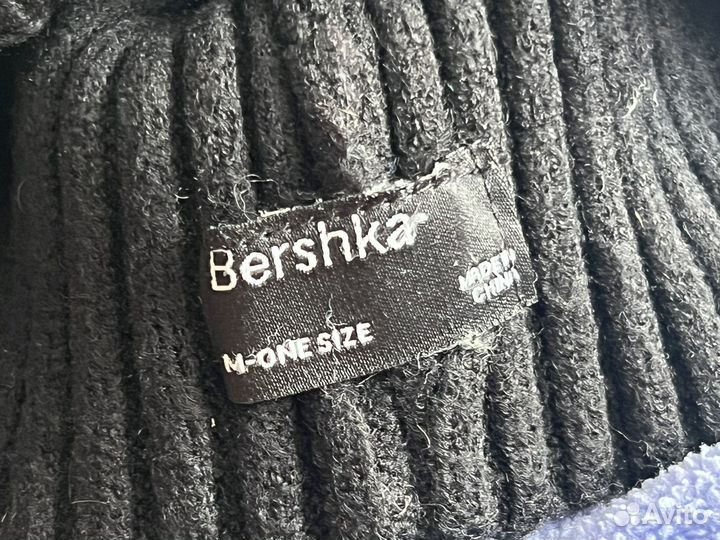 Bershka
M-ONE SIZE
MADE IN
CHINA
Avito